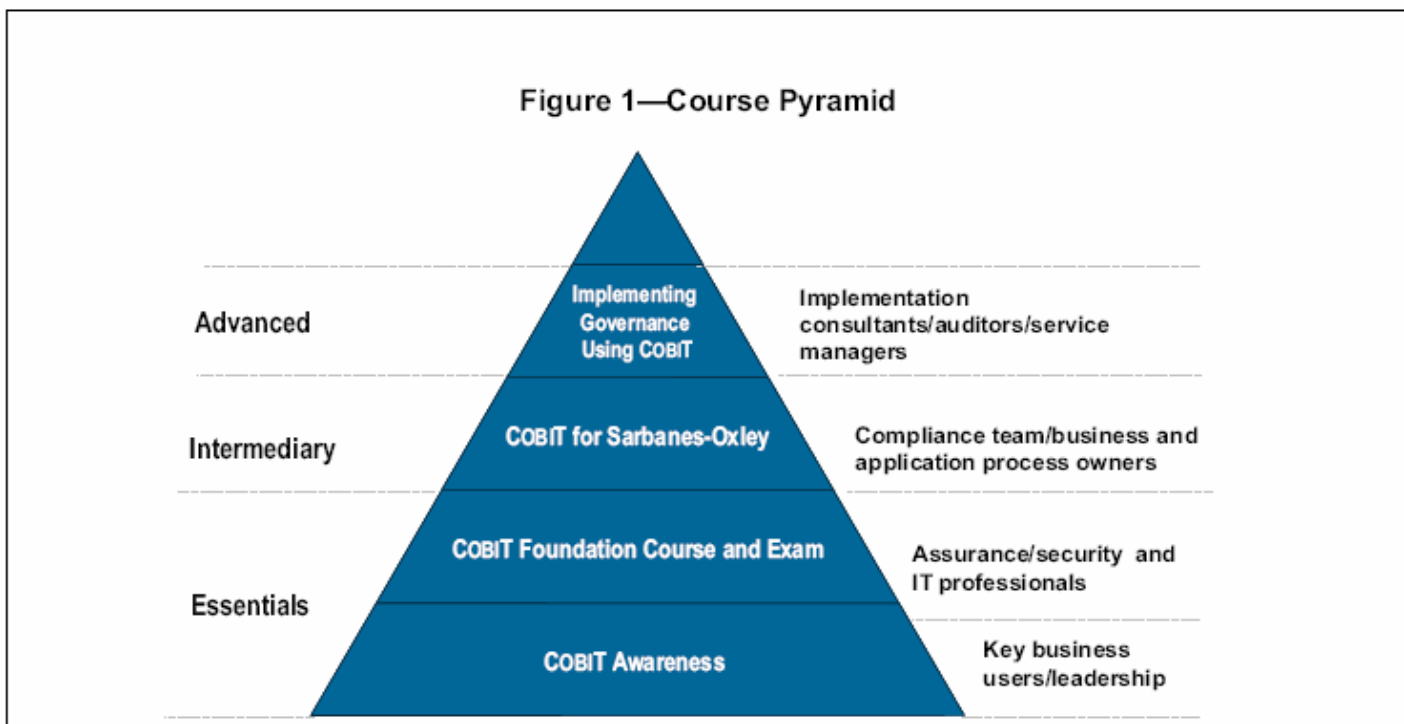 Figure 1—Course Pyramid
Advanced
Implementing
Governance
Using COBIT
Implementation
consultants/auditors/service
managers
Intermediary
COBIT for Sarbanes-Oxley
Compliance team/business and
application process owners
Essentials
COBIT Foundation Course and Exam
Assurance/security and
IT professionals
COBIT Awareness
Key business
users/leadership